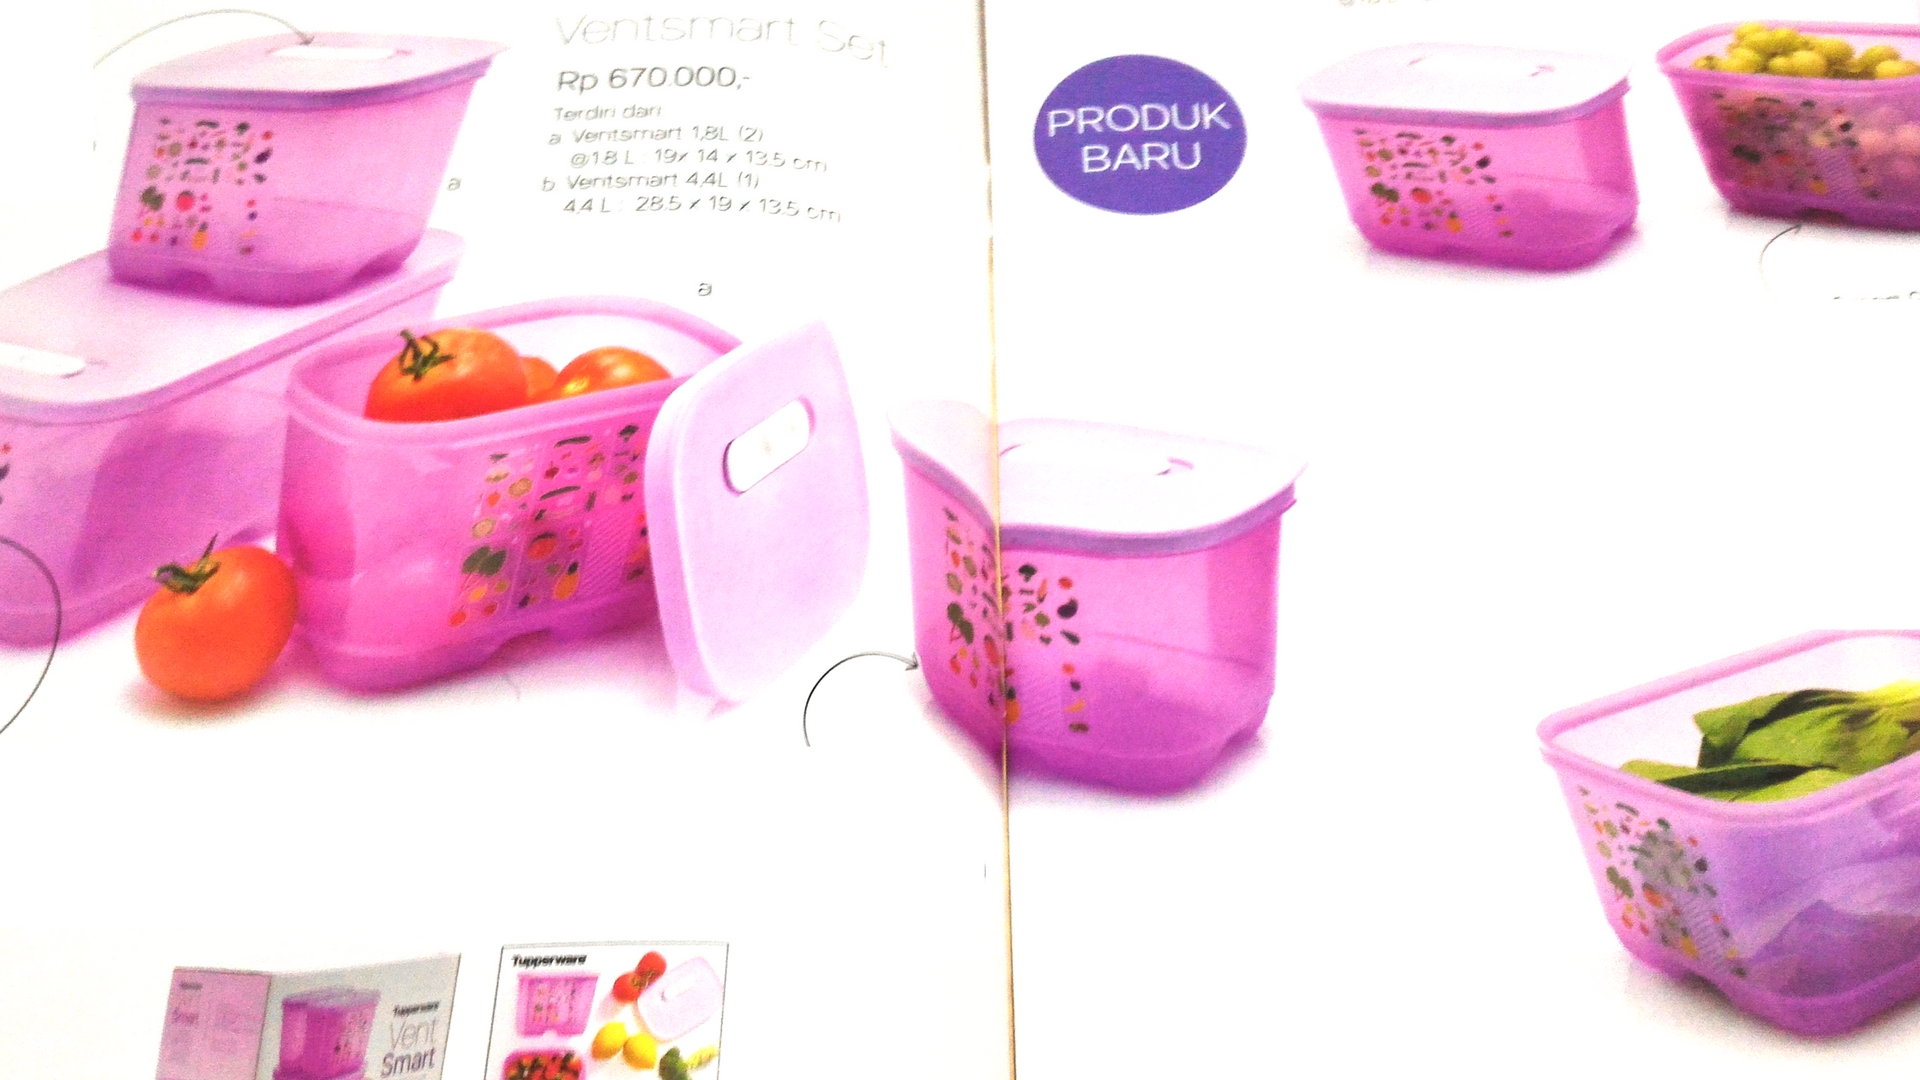 Ventsmart Set
Rp 670.000,-
Terdiri dari
a Ventsmart 1,8L (2)
@1.8 L : 19x 14 x 13.5 cm
b Ventsmart 4,4L (1)
4,4 L : 28.5 x 19 x 13.5 cm
a
a
PRODUK
BARU
Tupperware
Vent
Smart
Tupperware